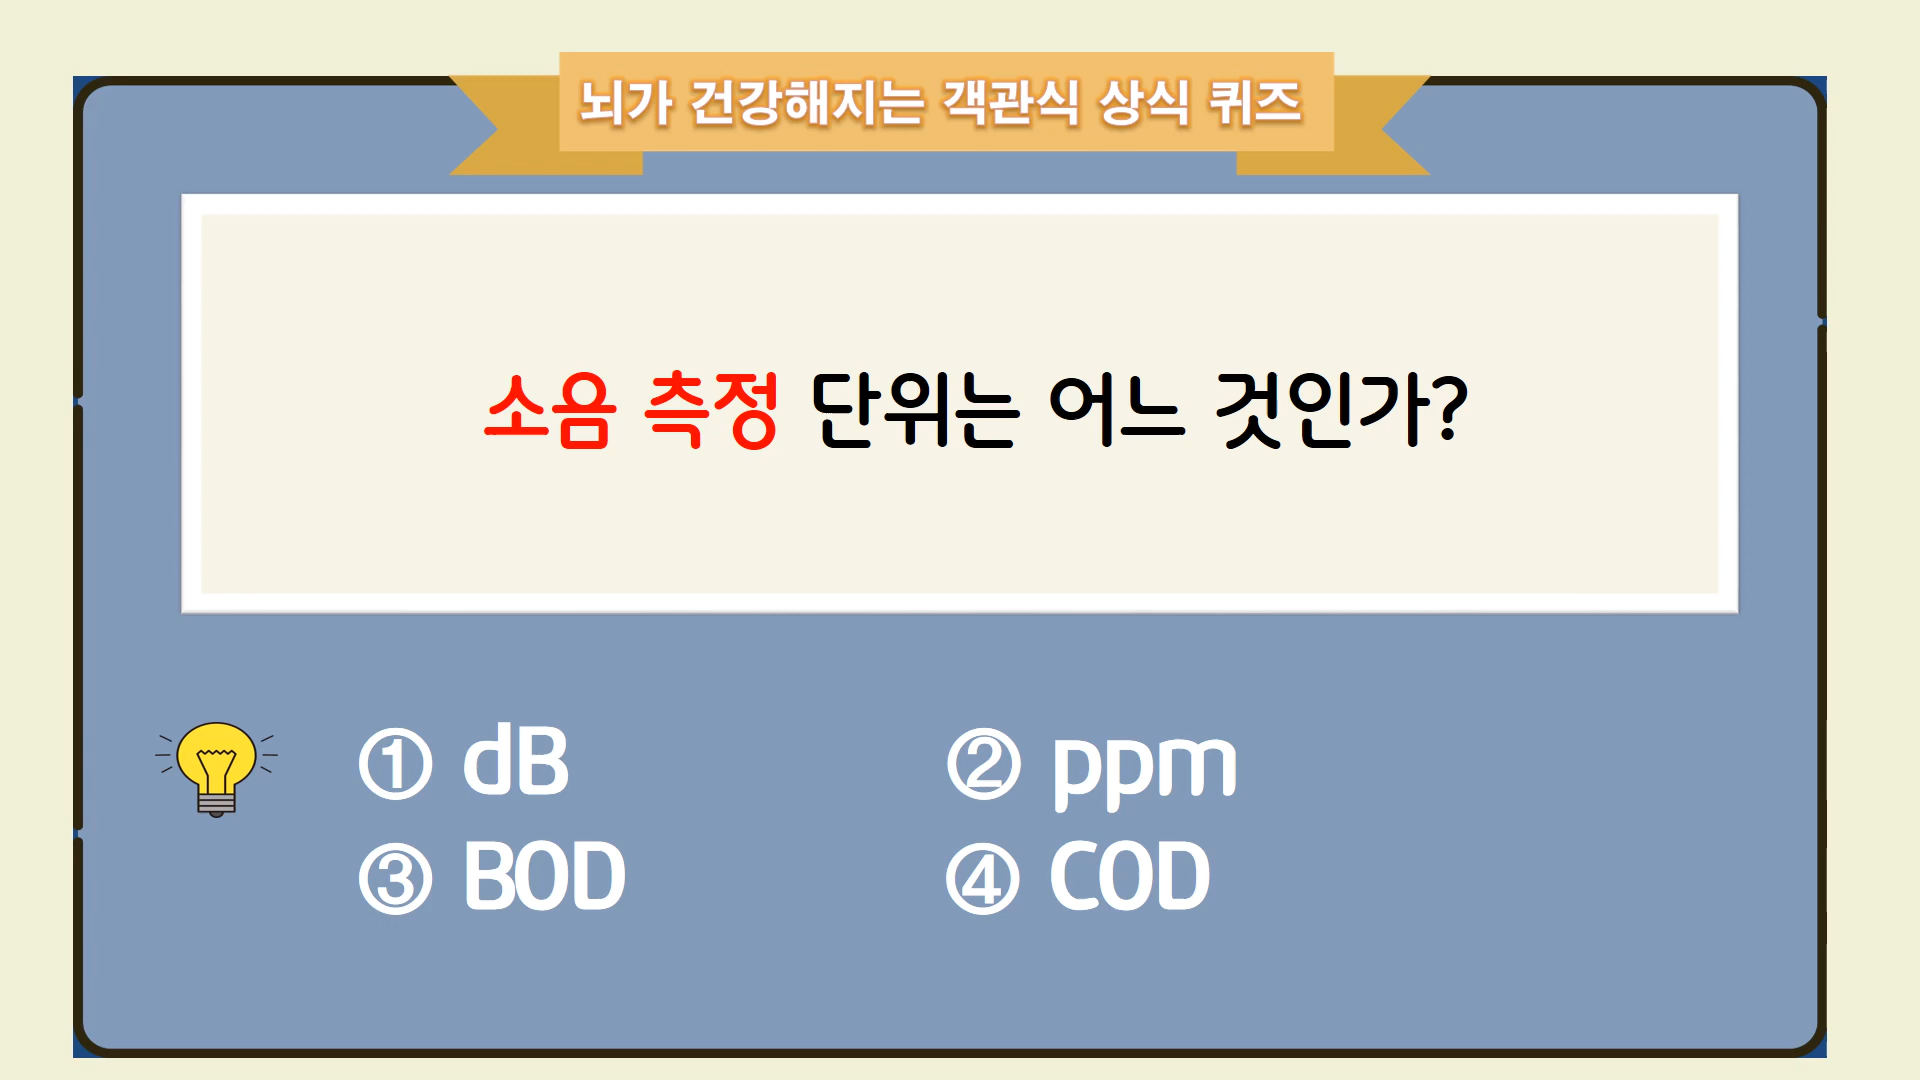 뇌가 건강해지는 객관식 상식 퀴즈
소음 측정 단위는 어느 것인가?
① dB ② ppm
③ BOD ④ COD